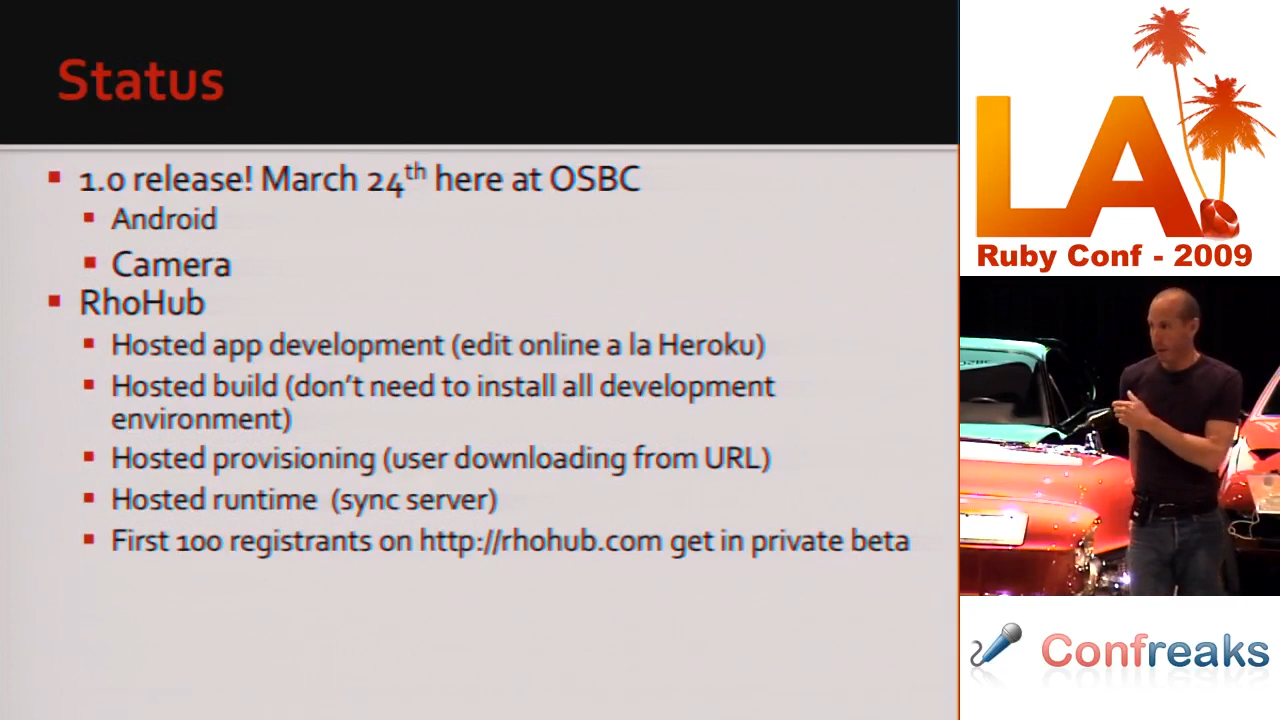 Status
1.0 release! March 24th here at OSBC
Android
Camera
RhoHub
Hosted app development (edit online a la Heroku)
Hosted build (don't need to install all development
environment)
Hosted provisioning (user downloading from URL)
Hosted runtime (sync server)
First 100 registrants on http://rhohub.com get in private beta
LA
Ruby Conf - 2009
Confreaks